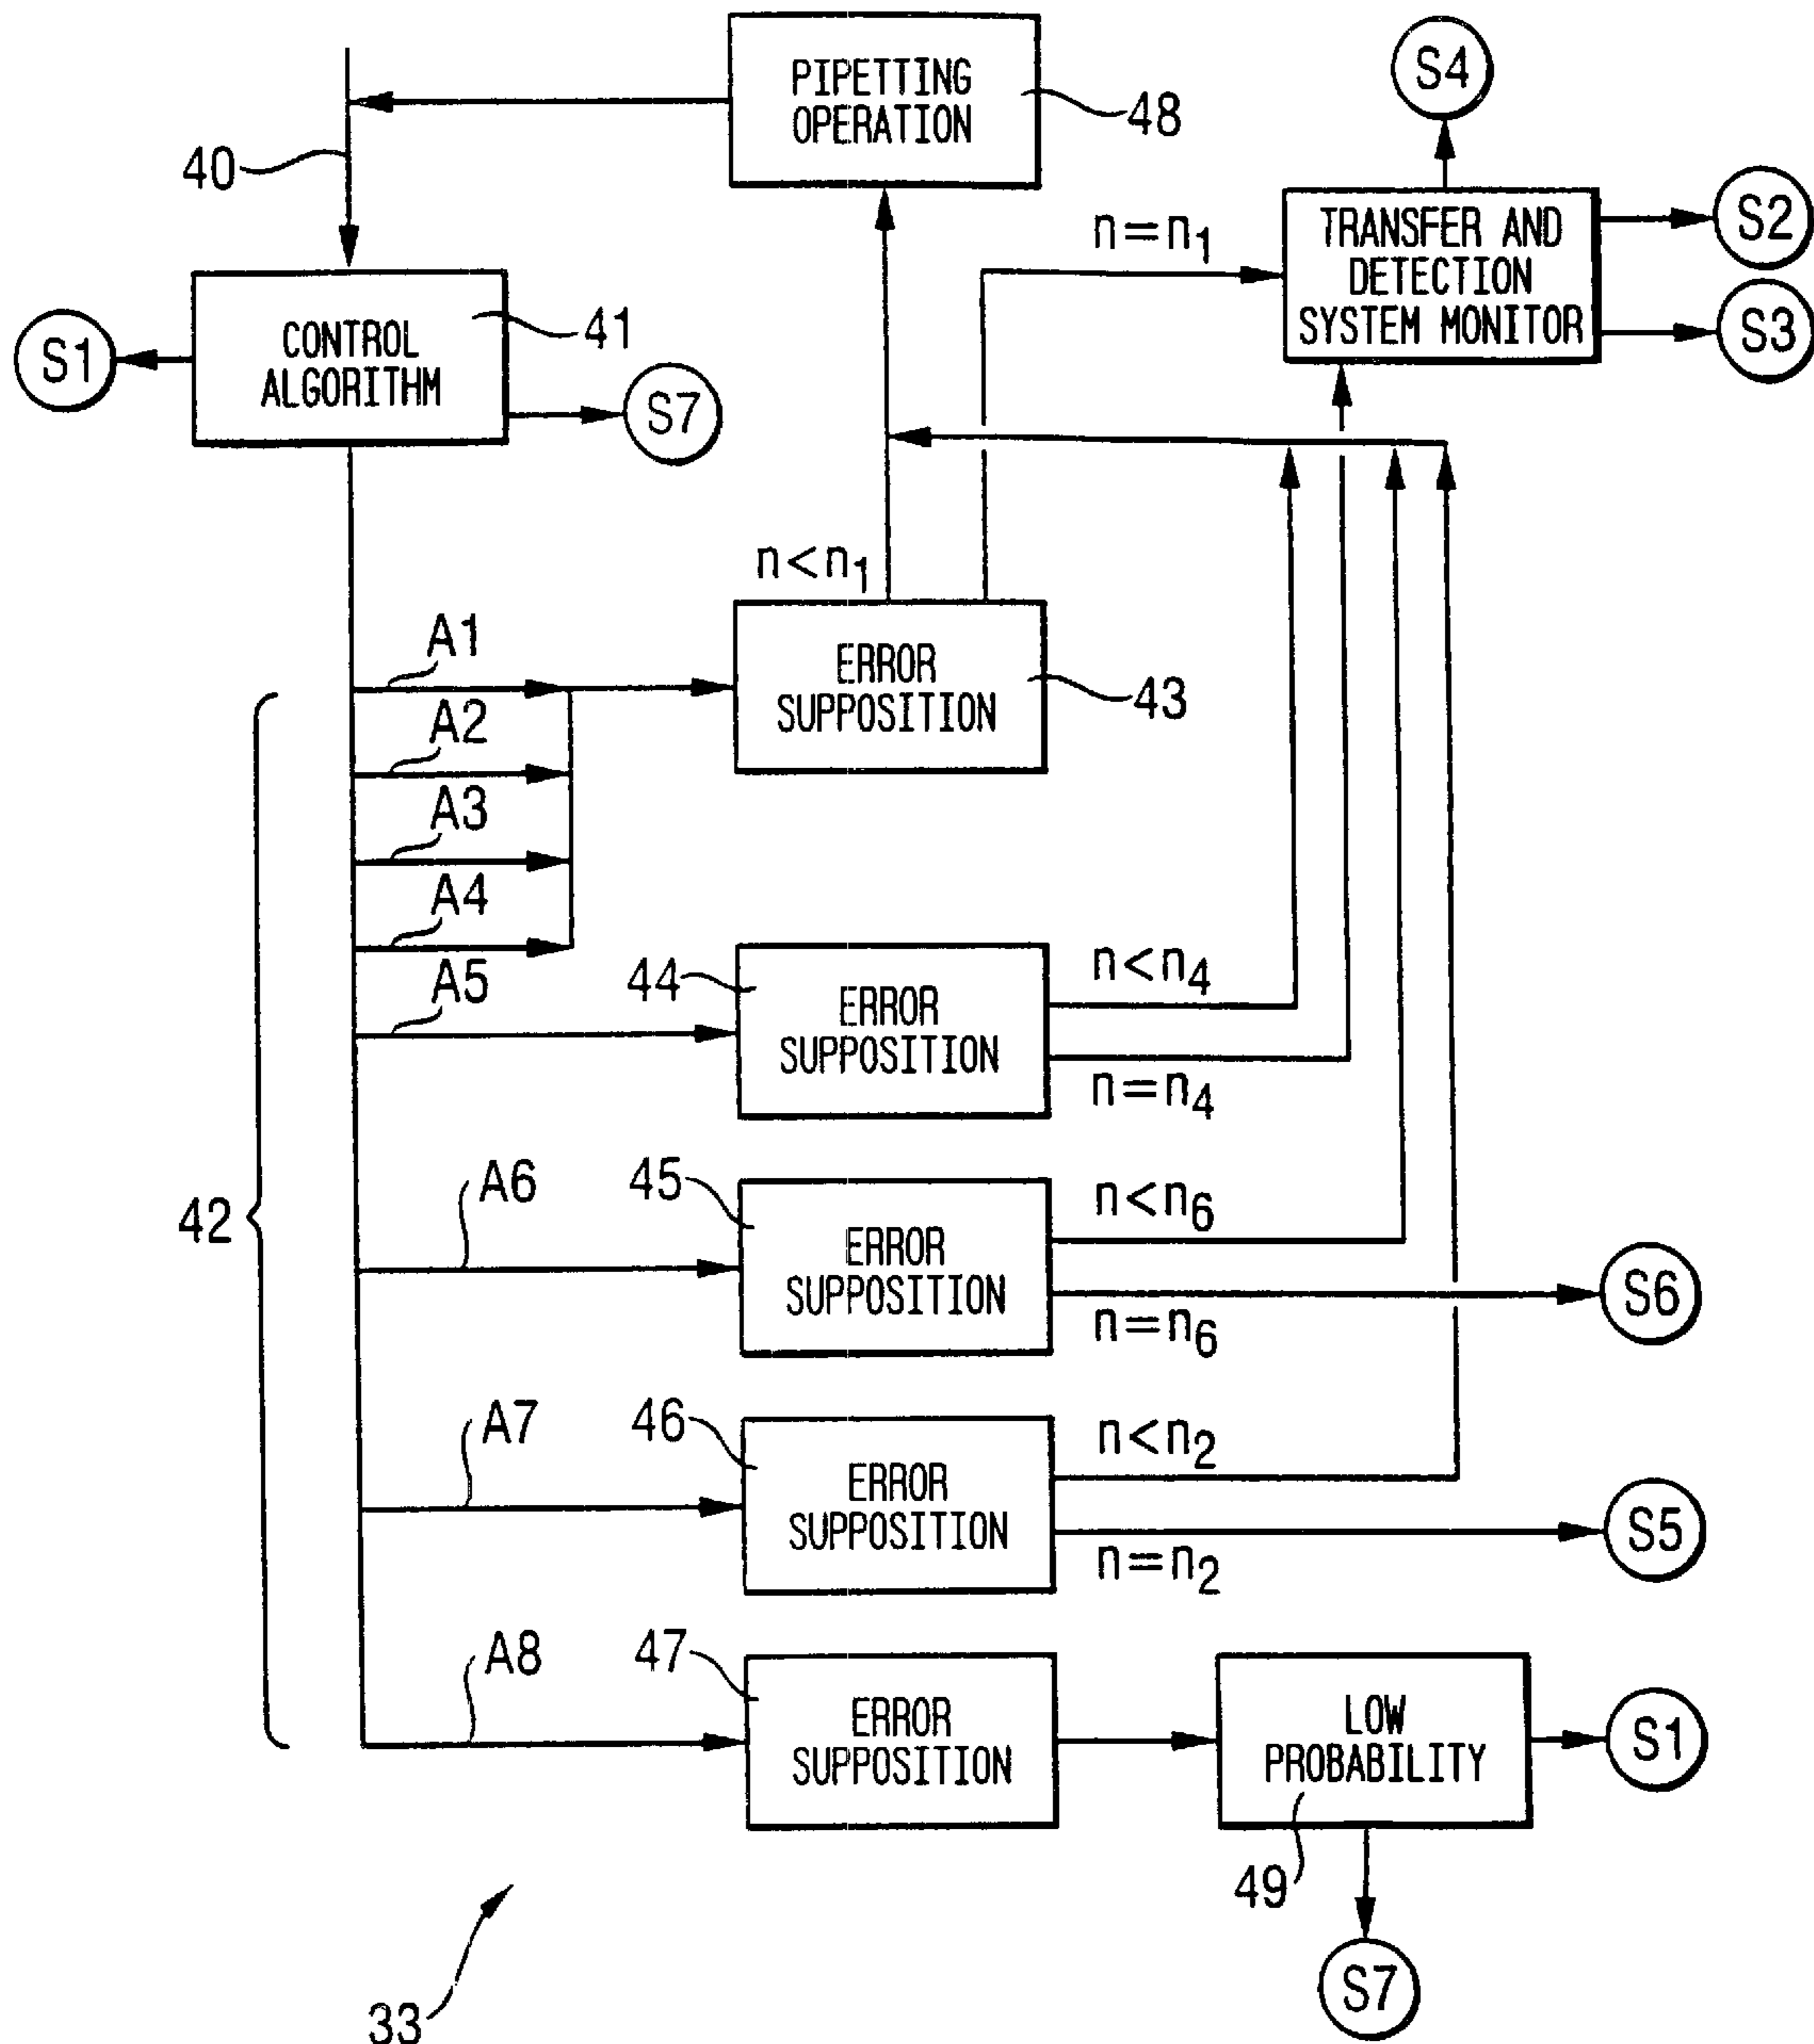 PIPETTING
OPERATION
48
S4
40
TRANSFER AND
DETECTION
SYSTEM MONITOR
S2
S3
n=n1
CONTROL
ALGORITHM
41
S1
S7
n<n1
A1
A2
A3
A4
A5
ERROR
SUPPOSITION
43
44
ERROR
SUPPOSITION
n<n4
n=n4
42
A6
45
ERROR
SUPPOSITION
n<n6
n=n6
S6
A7
46
ERROR
SUPPOSITION
n<n2
n=n2
S5
A8
47
ERROR
SUPPOSITION
LOW
PROBABILITY
S1
49
S7
33